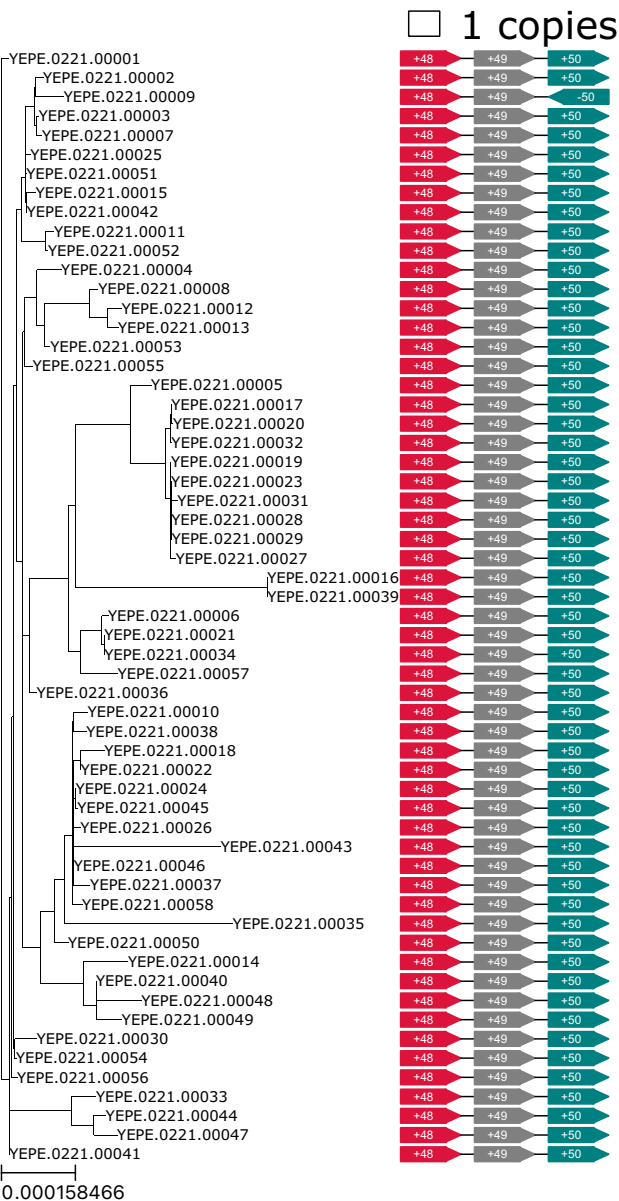 1 copies
YEPE.0221.00001 +48 +49 +50
YEPE.0221.00002 +48 +49 +50
YEPE.0221.00009 +48 +49 -50
YEPE.0221.00003 +48 +49 +50
YEPE.0221.00007 +48 +49 +50
YEPE.0221.00025 +48 +49 +50
YEPE.0221.00051 +48 +49 +50
YEPE.0221.00015 +48 +49 +50
YEPE.0221.00042 +48 +49 +50
YEPE.0221.00011 +48 +49 +50
YEPE.0221.00052 +48 +49 +50
YEPE.0221.00004 +48 +49 +50
YEPE.0221.00008 +48 +49 +50
YEPE.0221.00012 +48 +49 +50
YEPE.0221.00013 +48 +49 +50
YEPE.0221.00053 +48 +49 +50
YEPE.0221.00055 +48 +49 +50
YEPE.0221.00005 +48 +49 +50
YEPE.0221.00017 +48 +49 +50
YEPE.0221.00020 +48 +49 +50
YEPE.0221.00032 +48 +49 +50
YEPE.0221.00019 +48 +49 +50
YEPE.0221.00023 +48 +49 +50
YEPE.0221.00031 +48 +49 +50
YEPE.0221.00028 +48 +49 +50
YEPE.0221.00029 +48 +49 +50
YEPE.0221.00027 +48 +49 +50
YEPE.0221.00016 +48 +49 +50
YEPE.0221.00039 +48 +49 +50
YEPE.0221.00006 +48 +49 +50
YEPE.0221.00021 +48 +49 +50
YEPE.0221.00034 +48 +49 +50
YEPE.0221.00057 +48 +49 +50
YEPE.0221.00036 +48 +49 +50
YEPE.0221.00010 +48 +49 +50
YEPE.0221.00038 +48 +49 +50
YEPE.0221.00018 +48 +49 +50
YEPE.0221.00022 +48 +49 +50
YEPE.0221.00024 +48 +49 +50
YEPE.0221.00045 +48 +49 +50
YEPE.0221.00026 +48 +49 +50
YEPE.0221.00043 +48 +49 +50
YEPE.0221.00046 +48 +49 +50
YEPE.0221.00037 +48 +49 +50
YEPE.0221.00058 +48 +49 +50
YEPE.0221.00035 +48 +49 +50
YEPE.0221.00050 +48 +49 +50
YEPE.0221.00014 +48 +49 +50
YEPE.0221.00040 +48 +49 +50
YEPE.0221.00048 +48 +49 +50
YEPE.0221.00049 +48 +49 +50
YEPE.0221.00030 +48 +49 +50
YEPE.0221.00054 +48 +49 +50
YEPE.0221.00056 +48 +49 +50
YEPE.0221.00033 +48 +49 +50
YEPE.0221.00044 +48 +49 +50
YEPE.0221.00047 +48 +49 +50
YEPE.0221.00041 +48 +49 +50
0.000158466